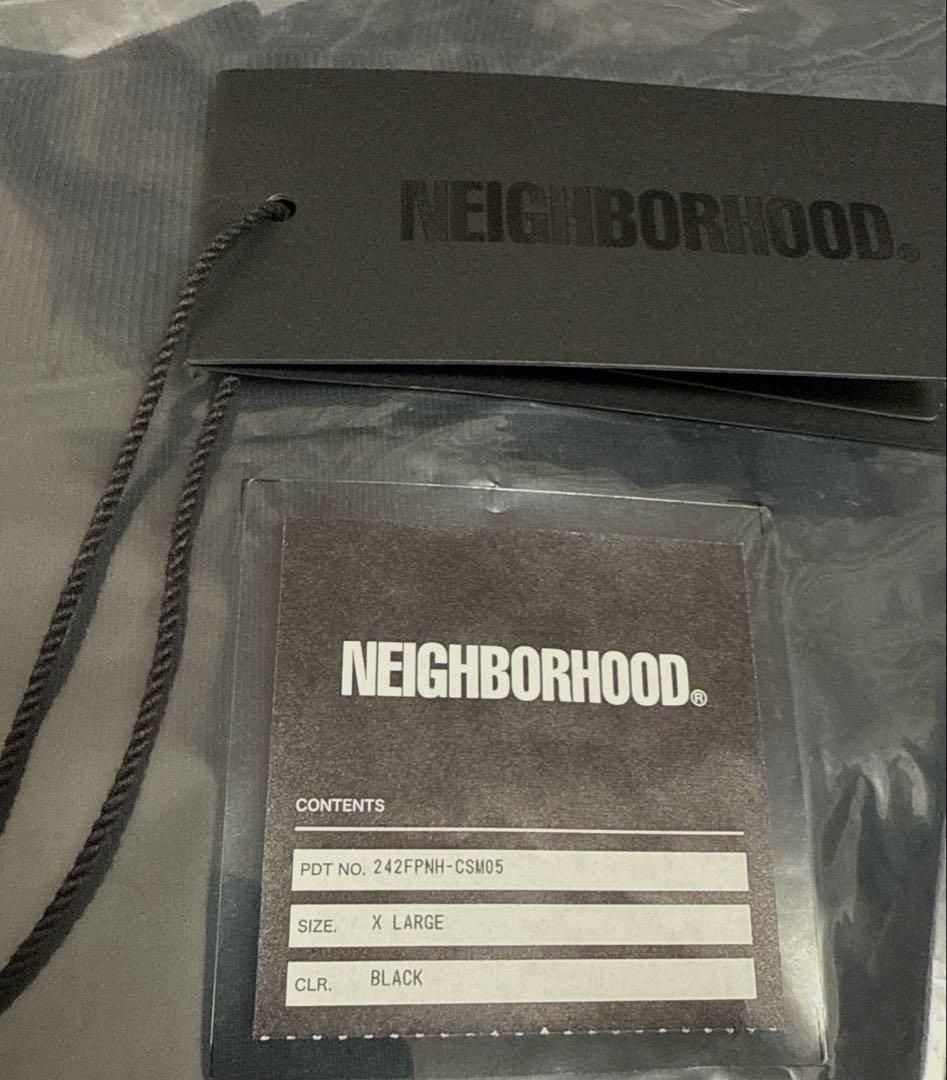 NEIGHBORHOOD®
NEIGHBORHOOD®
CONTENTS
PDT NO. 242FPNH-CSM05
SIZE. X LARGE
CLR. BLACK